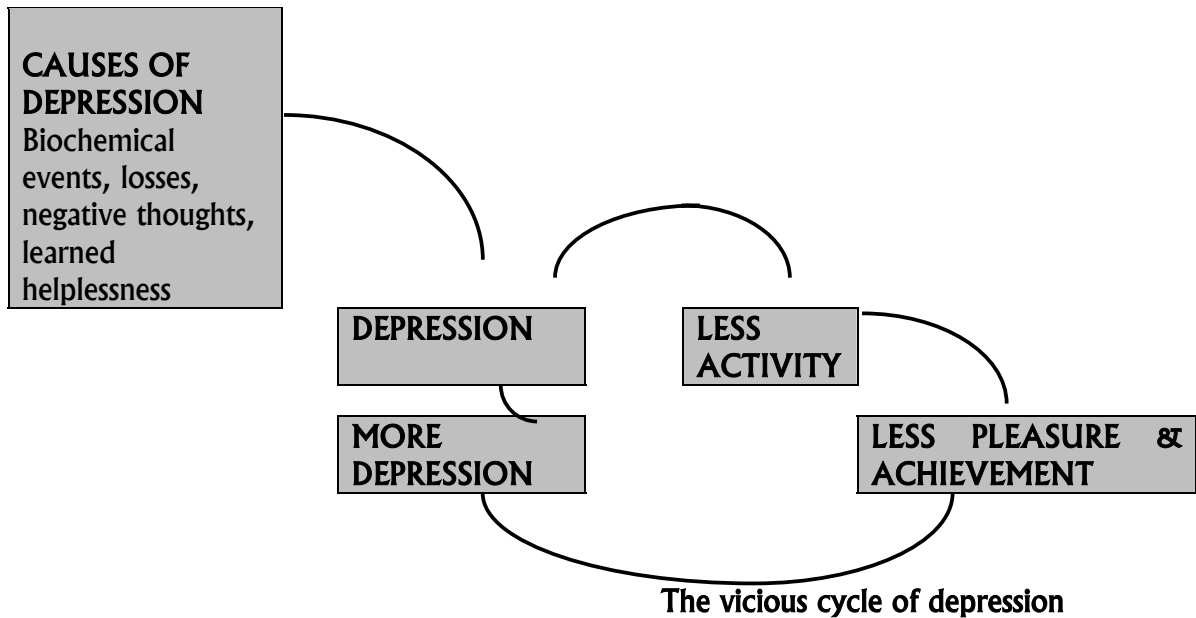 CAUSES OF
DEPRESSION
Biochemical
events, losses,
negative thoughts,
learned
helplessness
DEPRESSION
LESS
ACTIVITY
MORE
DEPRESSION
LESS PLEASURE &
ACHIEVEMENT
The vicious cycle of depression